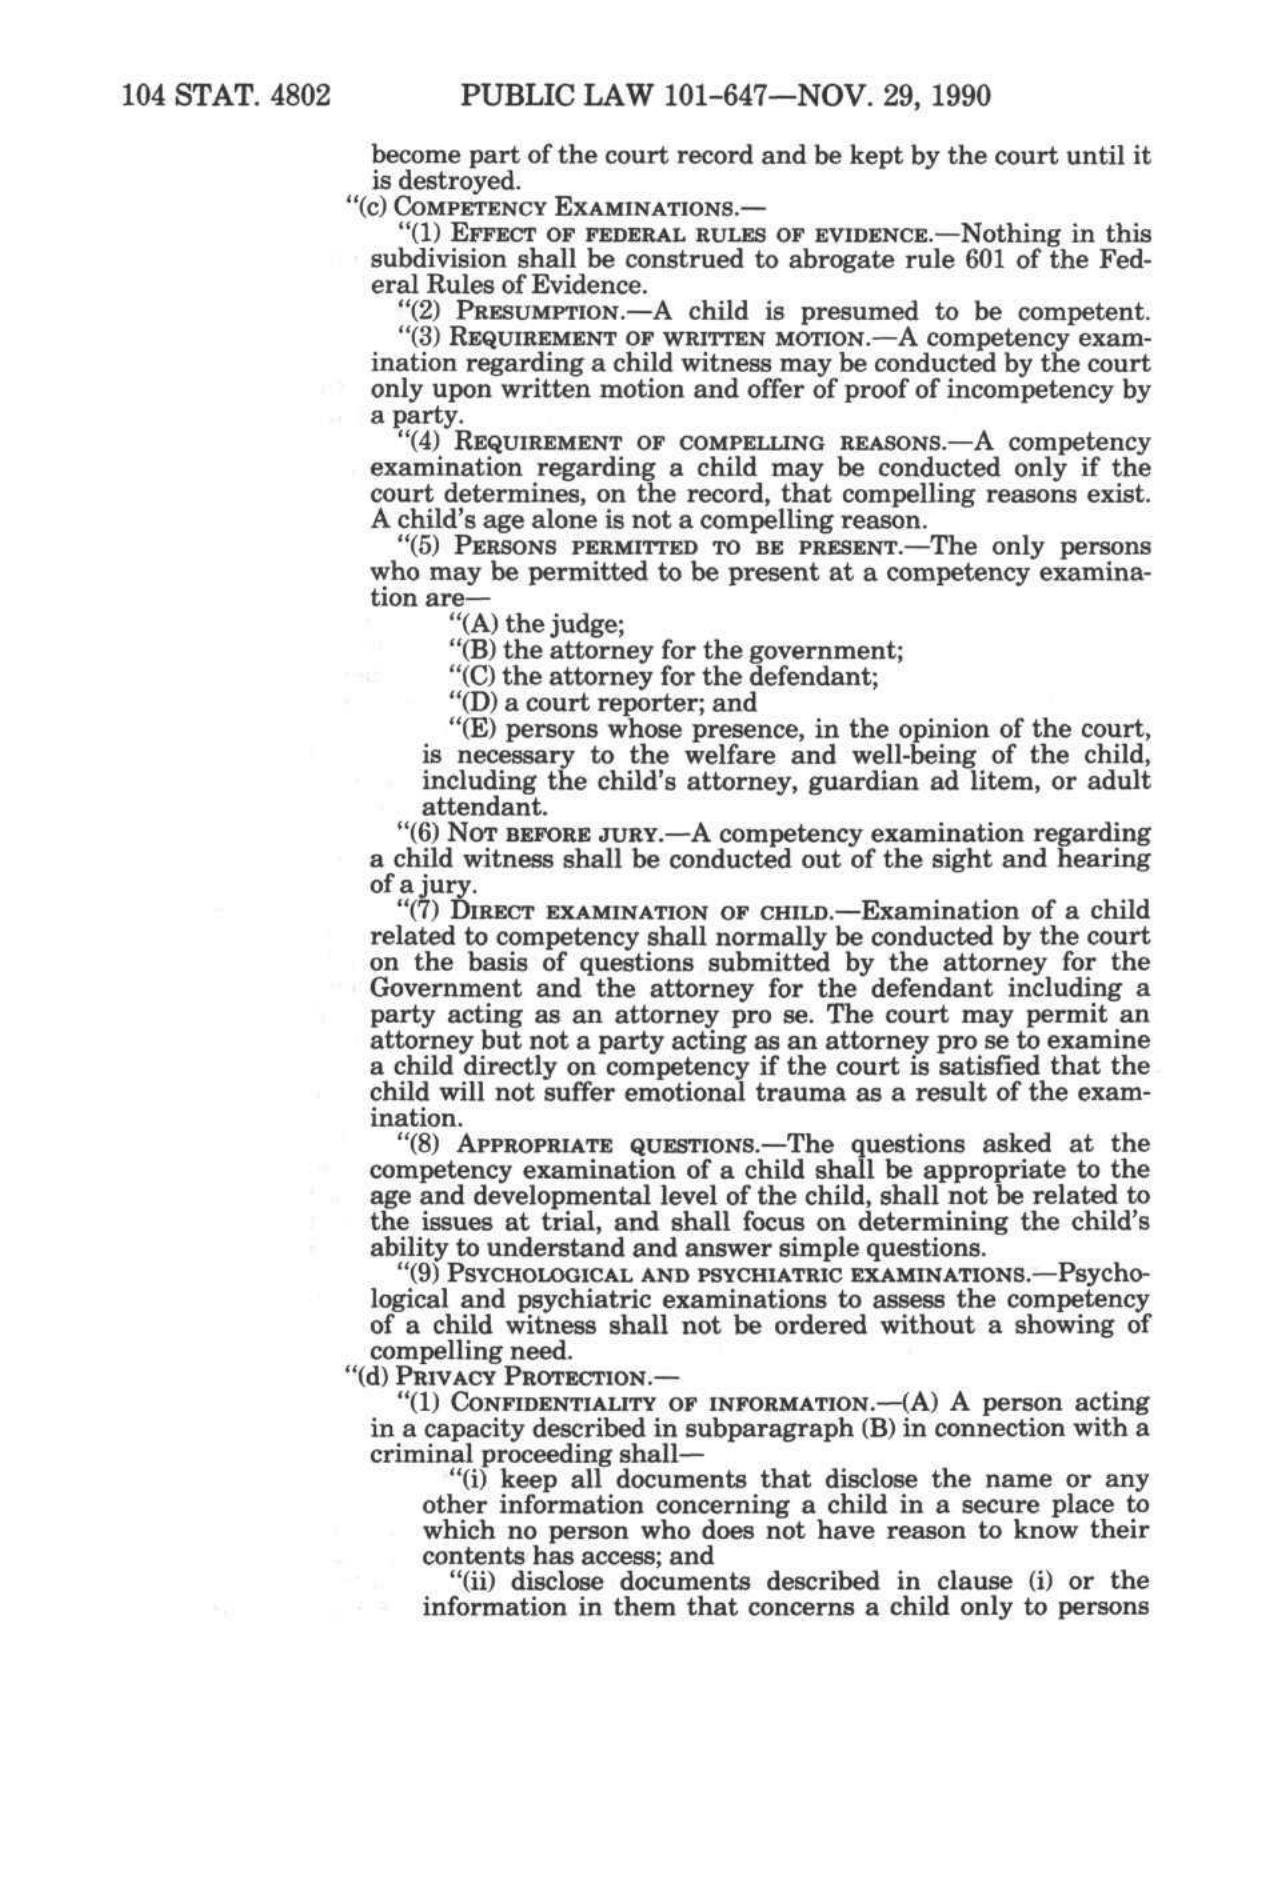 104 STAT. 4802 PUBLIC LAW 101-647—NOV. 29, 1990
become part of the court record and be kept by the court until it
is destroyed.
"(c) COMPETENCY EXAMINATIONS.—
"(1) EFFECT OF FEDERAL RULES OF EVIDENCE.—Nothing in this
subdivision shall be construed to abrogate rule 601 of the Fed-
eral Rules of Evidence.
"(2) PRESUMPTION.—A child is presumed to be competent.
"(3) REQUIREMENT OF WRITTEN MOTION.—A competency exam-
ination regarding a child witness may be conducted by the court
only upon written motion and offer of proof of incompetency by
a party.
"(4) REQUIREMENT OF COMPELLING REASONS.—A competency
examination regarding a child may be conducted only if the
court determines, on the record, that compelling reasons exist.
A child's age alone is not a compelling reason.
"(5) PERSONS PERMITTED TO BE PRESENT.—The only persons
who may be permitted to be present at a competency examina-
tion are—
"(A) the judge;
"(B) the attorney for the government;
"(C) the attorney for the defendant;
"(D) a court reporter; and
"(E) persons whose presence, in the opinion of the court,
is necessary to the welfare and well-being of the child,
including the child's attorney, guardian ad litem, or adult
attendant.
"(6) NOT BEFORE JURY.—A competency examination regarding
a child witness shall be conducted out of the sight and hearing
of a jury.
"(7) DIRECT EXAMINATION OF CHILD.—Examination of a child
related to competency shall normally be conducted by the court
on the basis of questions submitted by the attorney for the
Government and the attorney for the defendant including a
party acting as an attorney pro se. The court may permit an
attorney but not a party acting as an attorney pro se to examine
a child directly on competency if the court is satisfied that the
child will not suffer emotional trauma as a result of the exam-
ination.
"(8) APPROPRIATE QUESTIONS.—The questions asked at the
competency examination of a child shall be appropriate to the
age and developmental level of the child, shall not be related to
the issues at trial, and shall focus on determining the child's
ability to understand and answer simple questions.
"(9) PSYCHOLOGICAL AND PSYCHIATRIC EXAMINATIONS.—Psycho-
logical and psychiatric examinations to assess the competency
of a child witness shall not be ordered without a showing of
compelling need.
"(d) PRIVACY PROTECTION.—
"(1) CONFIDENTIALITY OF INFORMATION.—(A) A person acting
in a capacity described in subparagraph (B) in connection with a
criminal proceeding shall—
"(i) keep all documents that disclose the name or any
other information concerning a child in a secure place to
which no person who does not have reason to know their
contents has access; and
"(ii) disclose documents described in clause (i) or the
information in them that concerns a child only to persons